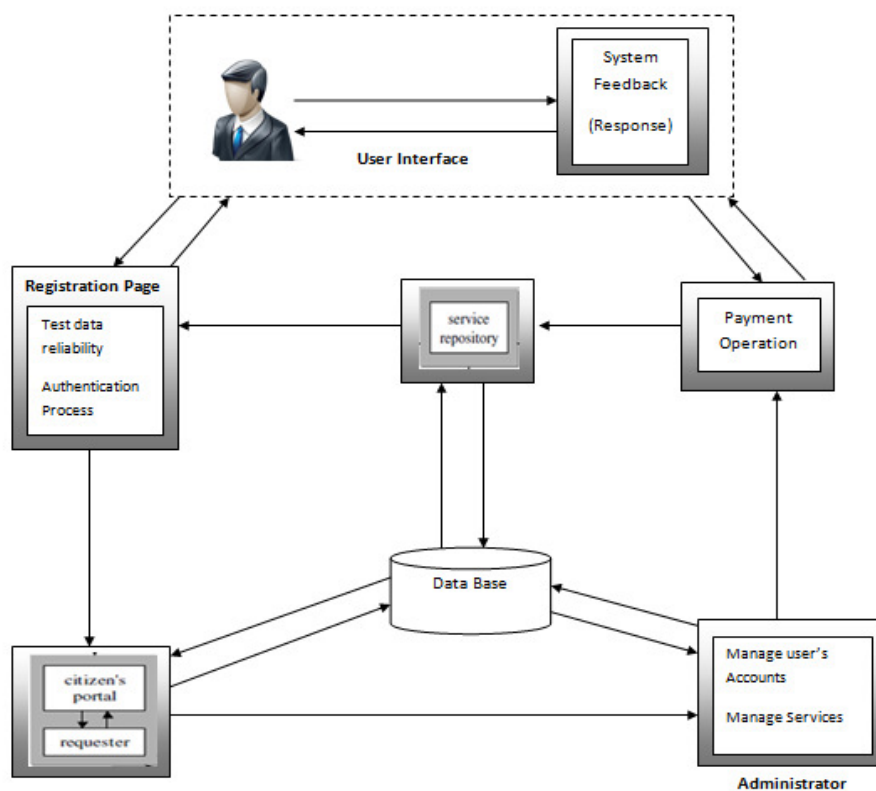 System
Feedback
(Response)
User Interface
Registration Page
Test data
reliability
Authentication
Process
service
repository
Payment
Operation
Data Base
citizen's
portal
requester
Manage user's
Accounts
Manage Services
Administrator